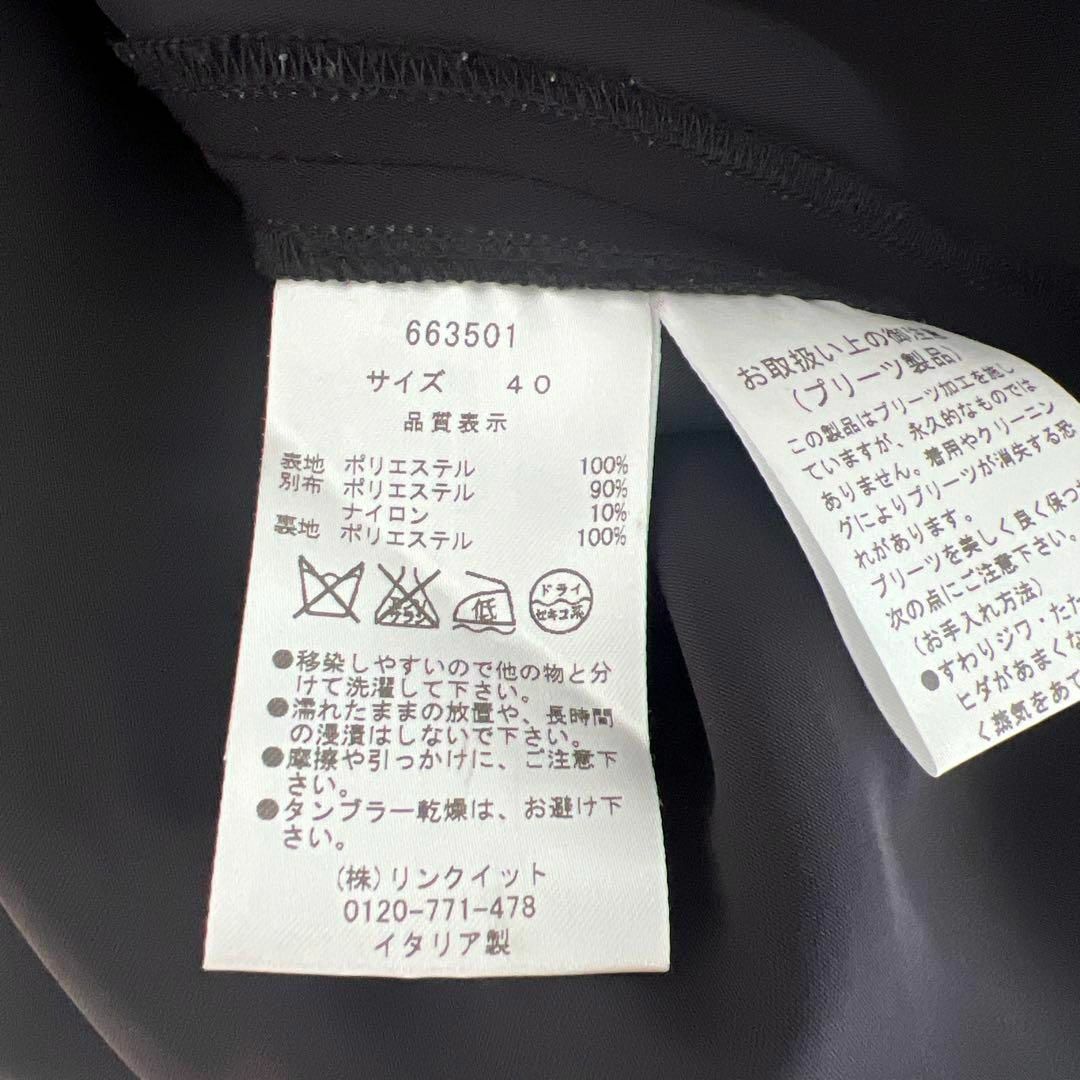 663501
サイズ 40
品質表示
表地 ポリエステル 100%
別布 ポリエステル 90%
ナイロン 10%
裏地 ポリエステル 100%
エンソ
サラシ
低
ドライ
セキユ系
●移染しやすいので他の物と分
けて洗濯して下さい。
●濡れたままの放置や、長時間
の浸漬はしないで下さい。
●摩擦や引っかけに、ご注意下
さい。
●タンブラー乾燥は、お避け下
さい。
(株)リンクイット
0120-771-478
イタリア製
お取扱い上の御注意
(プリーツ製品)
この製品はプリーツ加工を施し
ていますが、永久的なものでは
ありません。着用やクリーニン
グによりプリーツが消失する恐
れがあります。
プリーツを美しく良く保つ
次の点にご注意下さい。
(お手入れ方法)
●すわりジワ・たた
ヒダがあまくな
く蒸気をあて